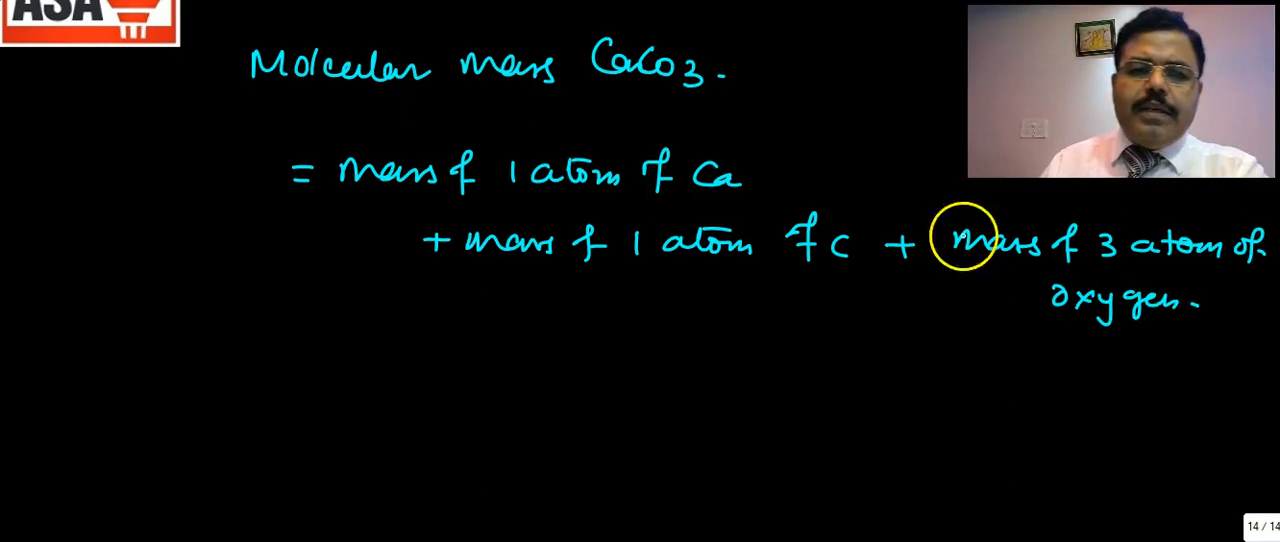 ASA
Molcular mass CaCo3.
= mass of 1 atom of Ca
+ mass of 1 atom of C + mass of 3 atom of
oxygen.
14 / 14